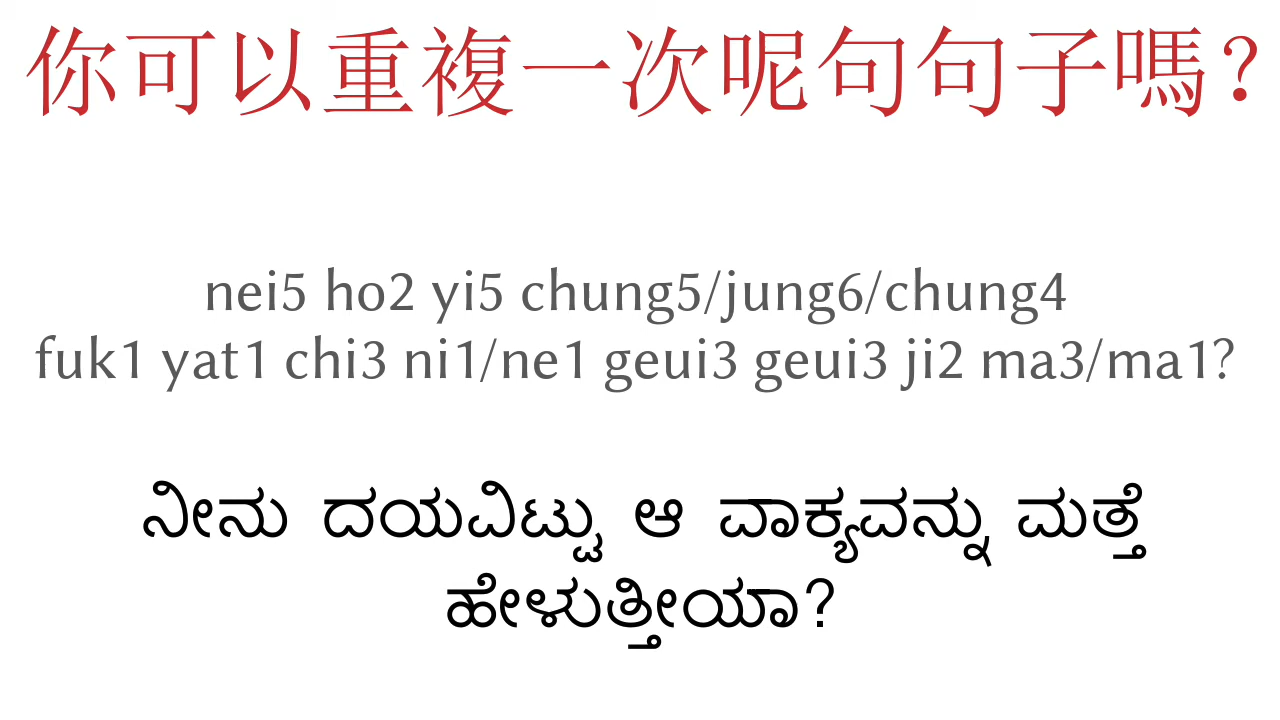 你可以重複一次呢句句子嗎?
nei5 ho2 yi5 chung5/jung6/chung4
fuk1 yat1 chi3 ni1/ne1 geui3 geui3 ji2 ma3/ma1?
ನೀನು ದಯವಿಟ್ಟು ಆ ವಾಕ್ಯವನ್ನು ಮತ್ತೆ
ಹೇಳುತ್ತೀಯಾ?